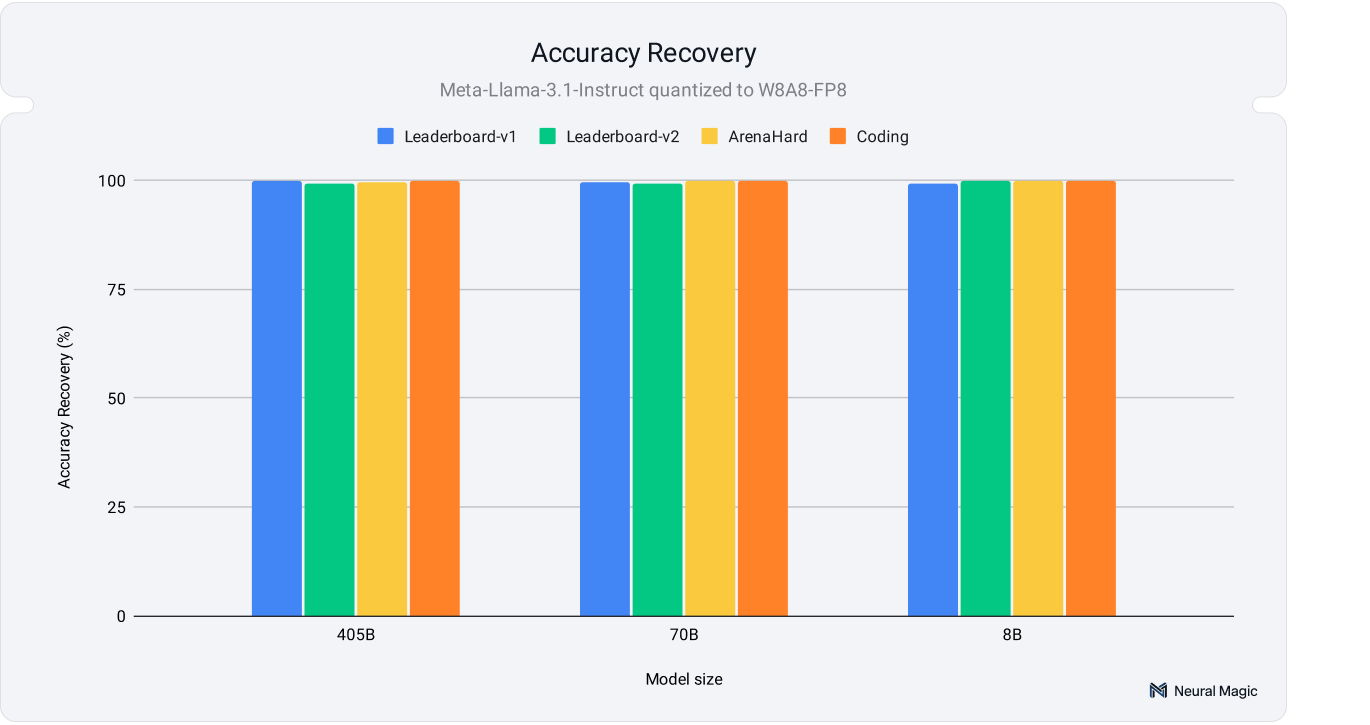 Accuracy Recovery
Meta-Llama-3.1-Instruct quantized to W8A8-FP8
Leaderboard-v1 Leaderboard-v2 ArenaHard Coding
100
75
50
25
0
Accuracy Recovery (%)
405B 70B 8B
Model size
Neural Magic